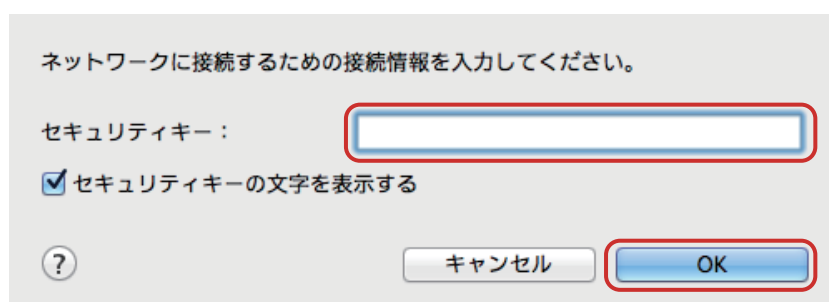 ネットワークに接続するための接続情報を入力してください。
セキュリティキー：
セキュリティキーの文字を表示する
? キャンセル OK